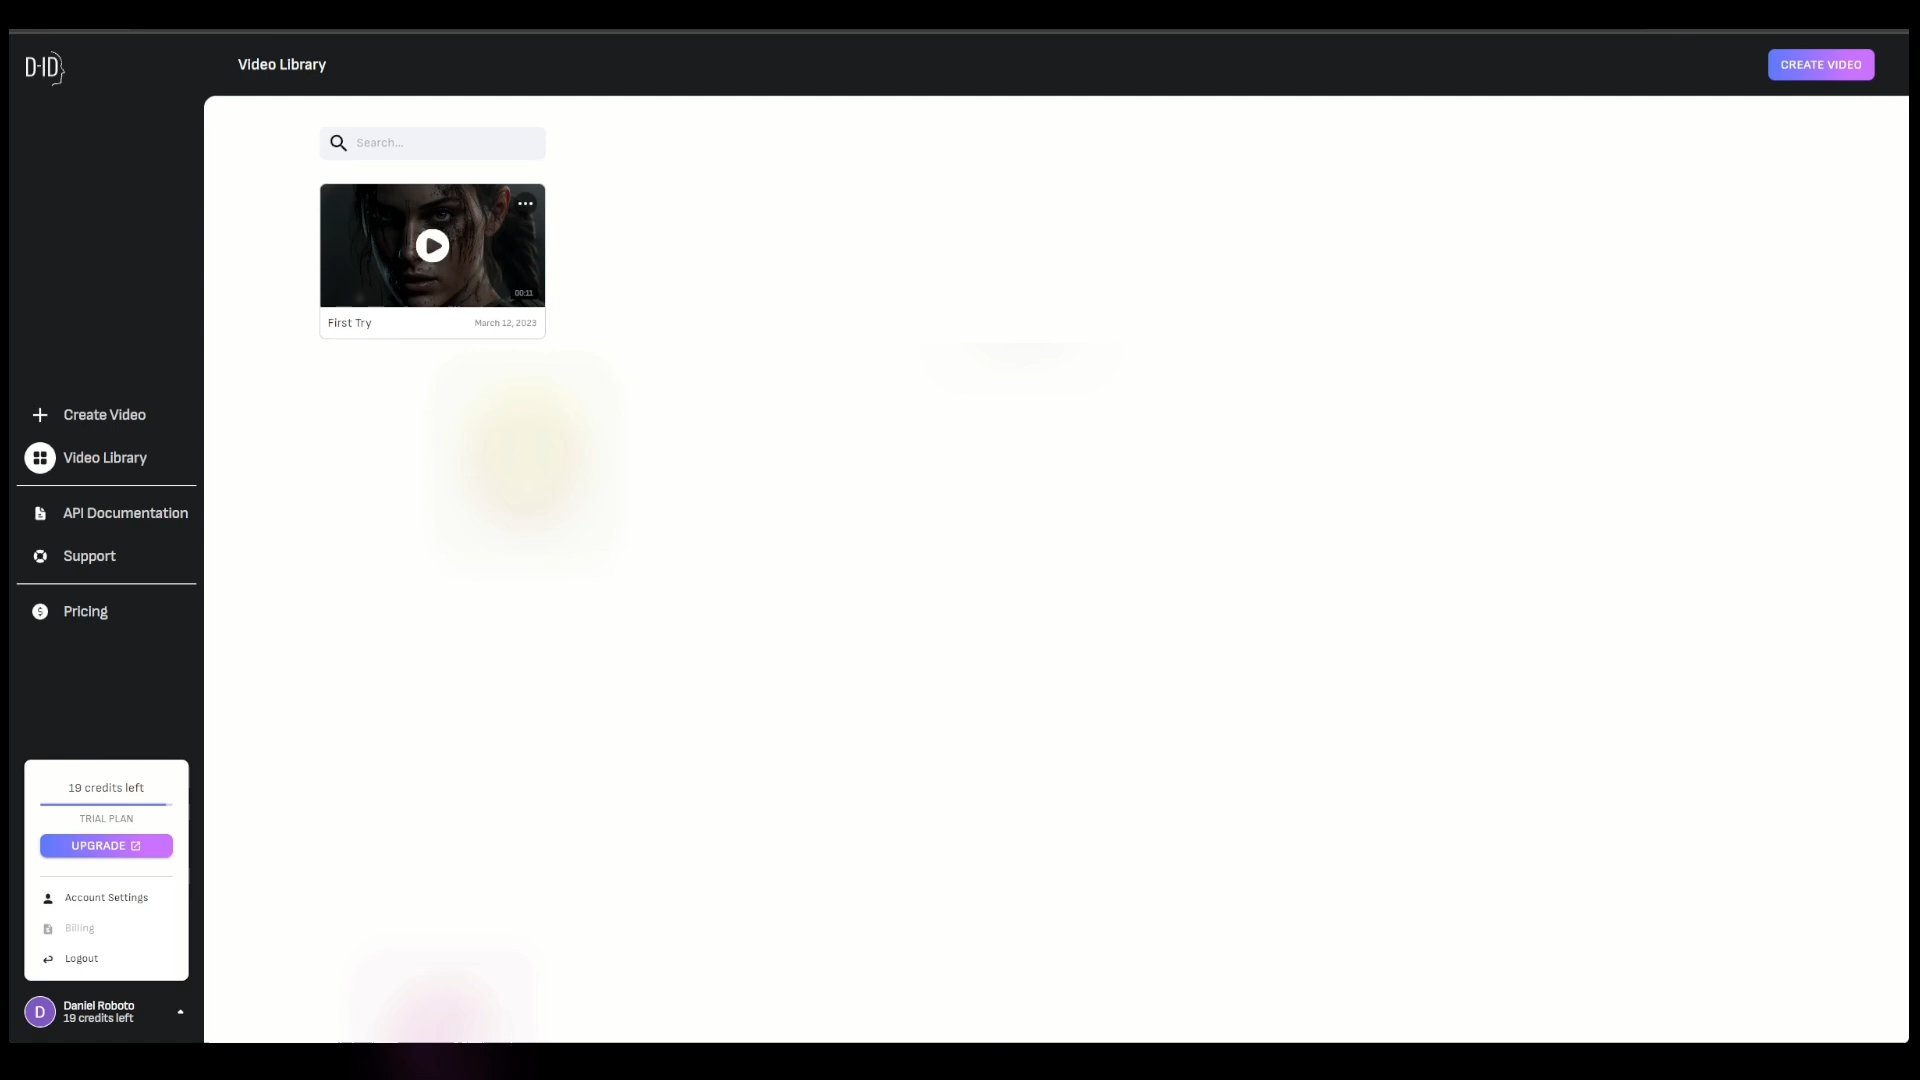 D-ID
Video Library
CREATE VIDEO
Search...
00:11
First Try
March 12, 2023
Create Video
Video Library
API Documentation
Support
Pricing
19 credits left
TRIAL PLAN
UPGRADE
Account Settings
Billing
Logout
D
Daniel Roboto
19 credits left